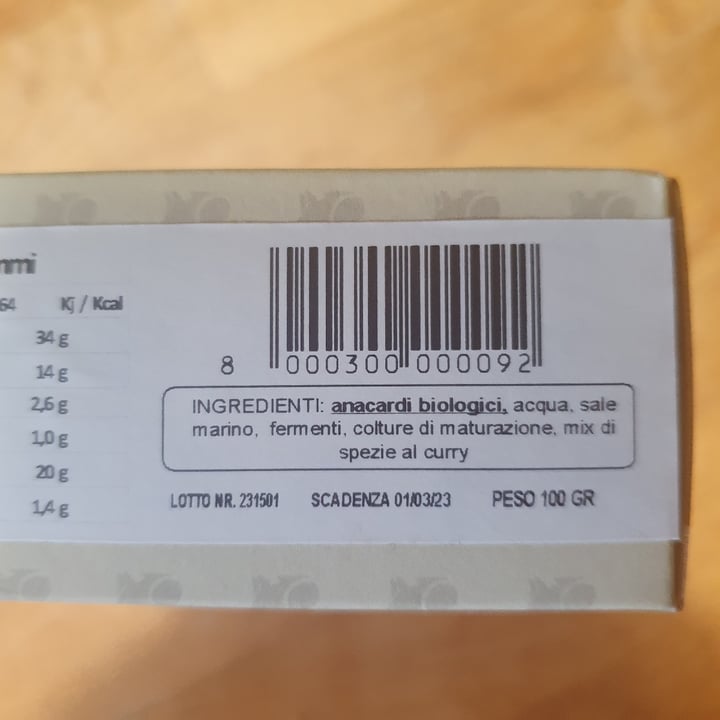 Kj / Kcal
34 g
14 g
2,6 g
1,0 g
20 g
1,4 g
8 000300 000092
INGREDIENTI: anacardi biologici, acqua, sale
marino, fermenti, colture di maturazione, mix di
spezie al curry
LOTTO NR. 231501 SCADENZA 01/03/23 PESO 100 GR